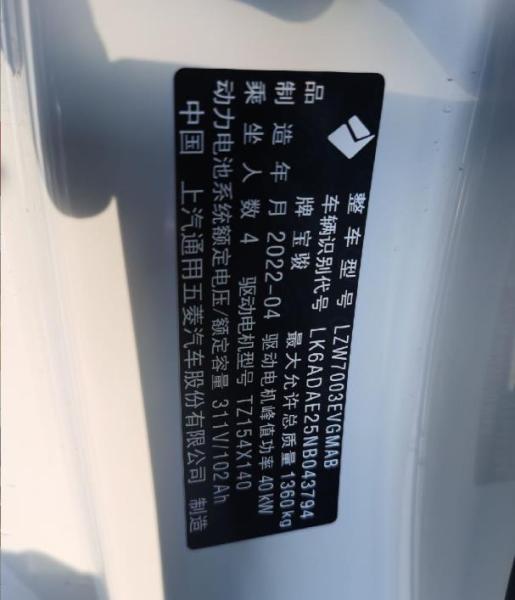 整车型号 LZW7003EVGMAB
车辆识别代号 LK6ADAE25NB043794
品牌 宝骏 最大允许总质量 1360kg
制造年月 2022-04 驱动电机峰值功率 40kW
乘坐人数 4 驱动电机型号 TZ154X140
动力电池系统额定电压/额定容量 311V/102Ah
中国 上汽通用五菱汽车股份有限公司 制造